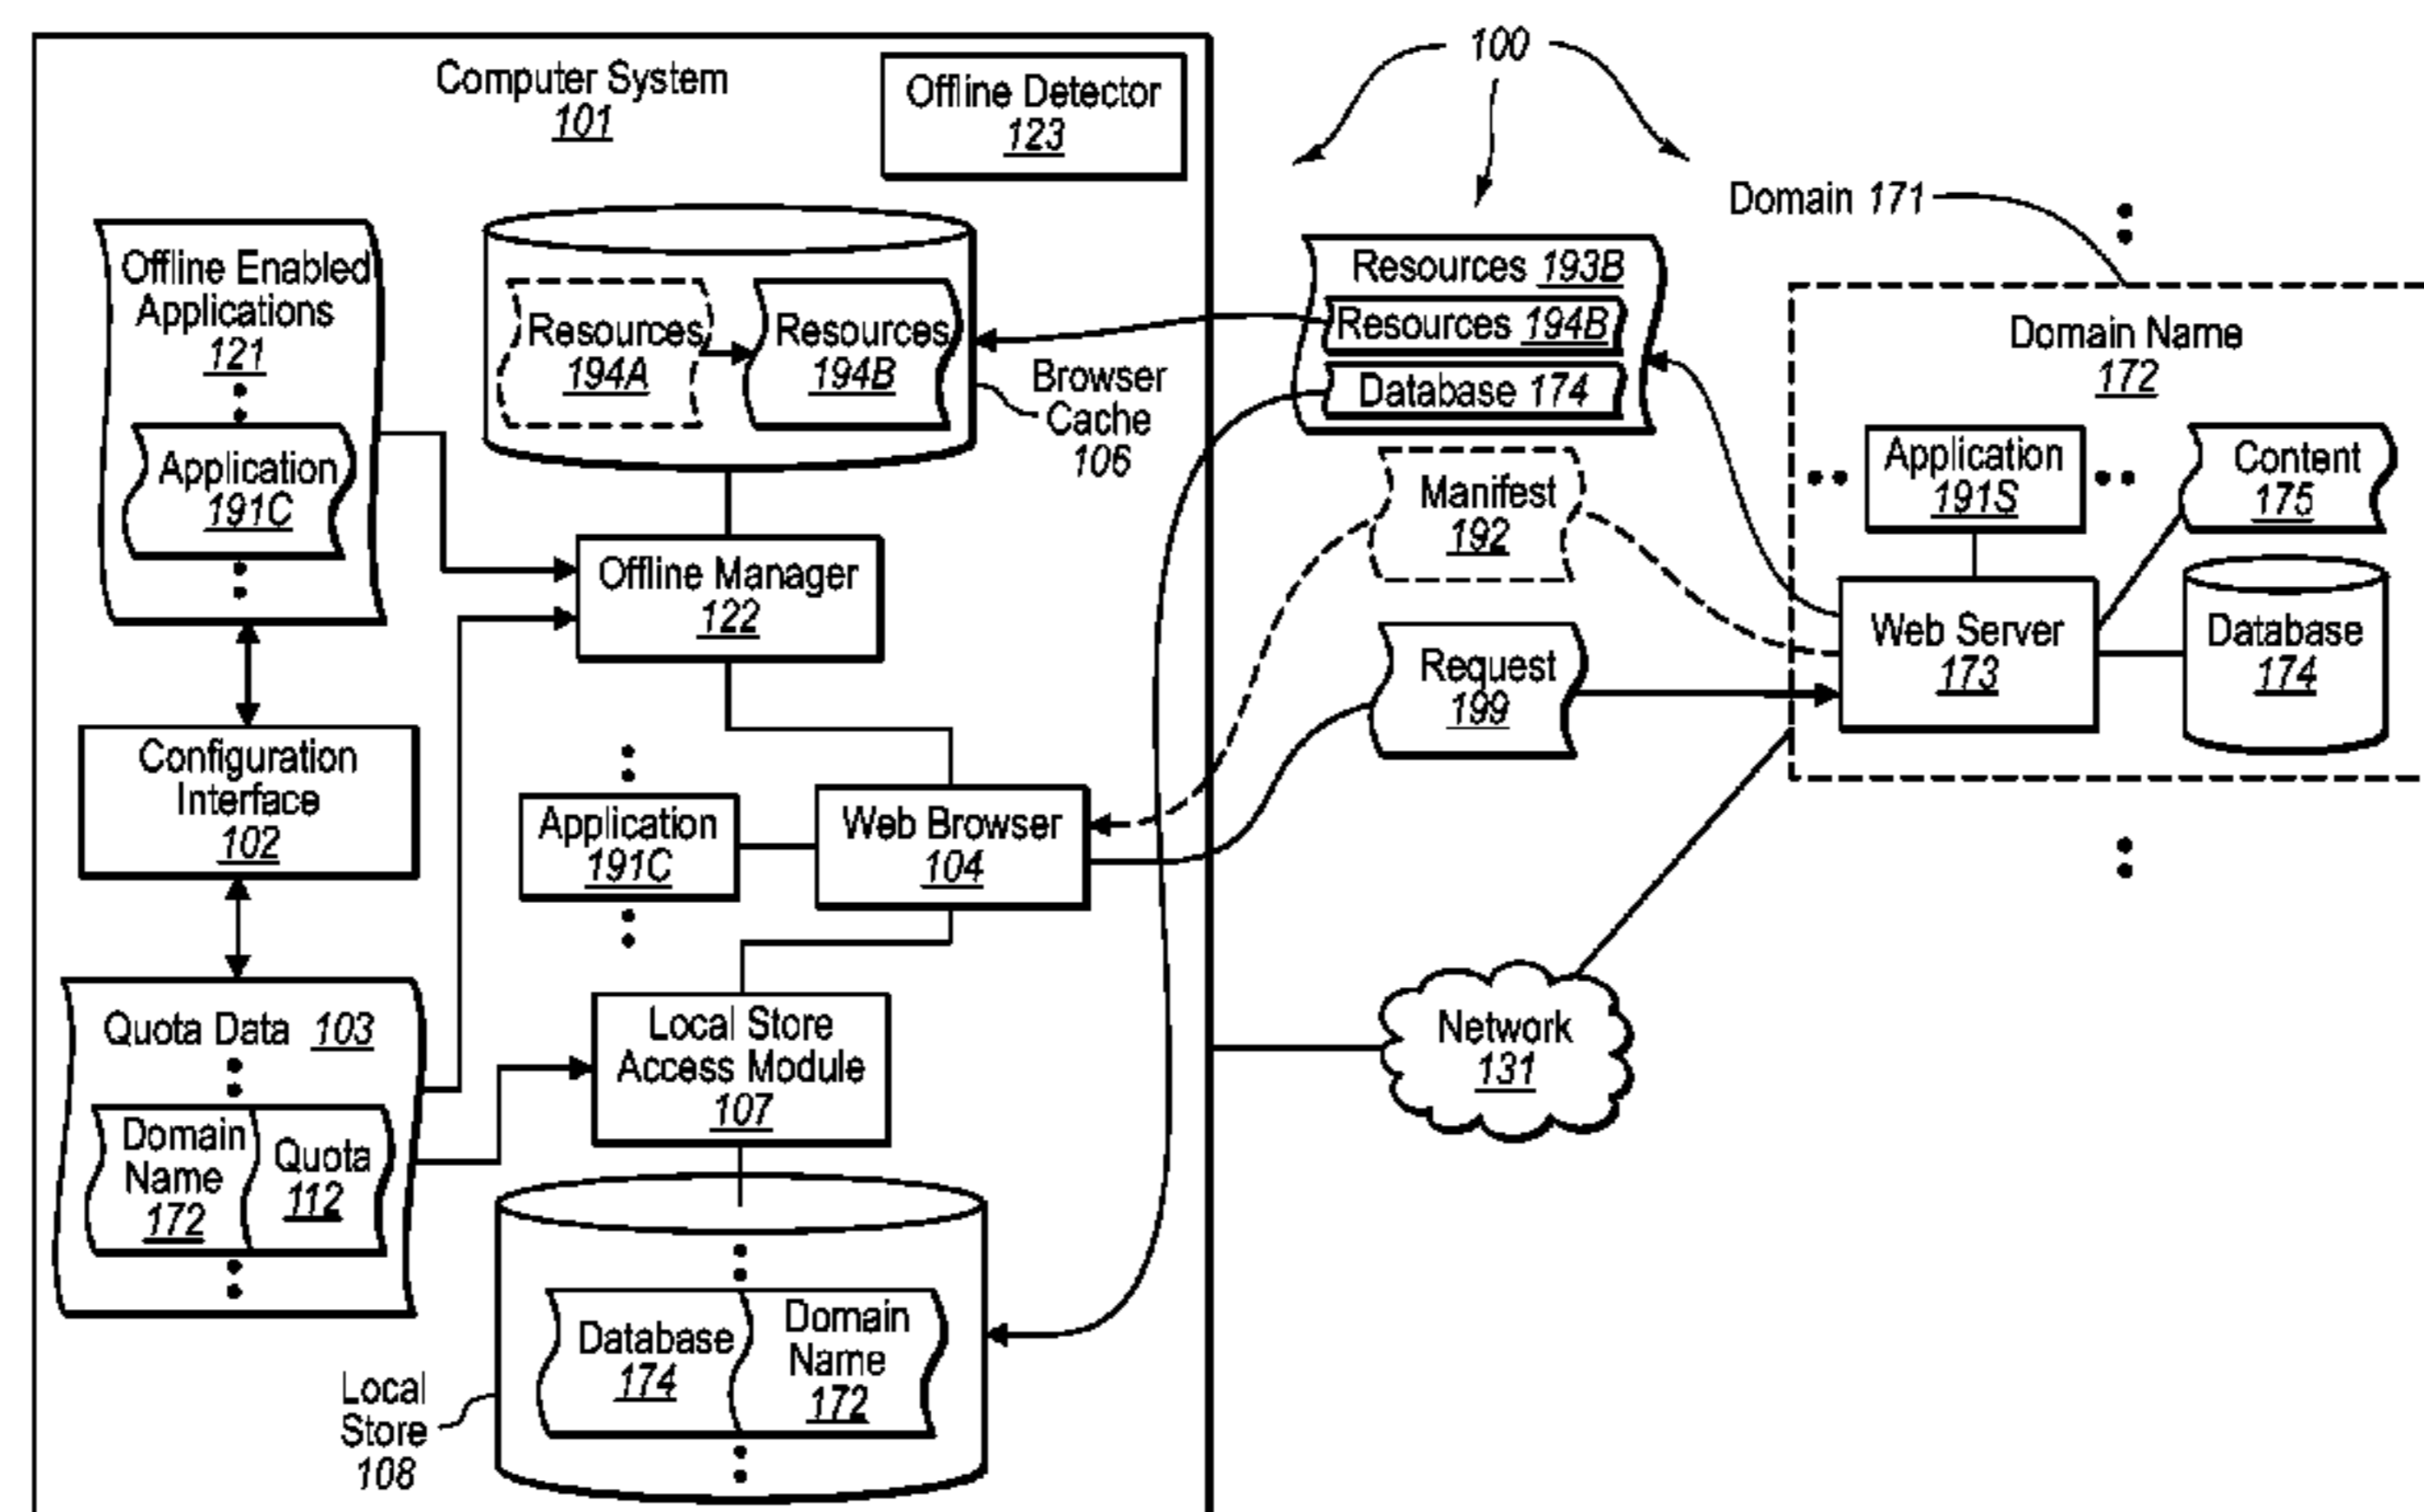 100
Computer System
101
Offline Detector
123
Offline Enabled
Applications
121
Application
191C
Resources
194A
Resources
194B
Browser
Cache
106
Offline Manager
122
Configuration
Interface
102
Application
191C
Web Browser
104
Quota Data 103
Domain
Name
172
Quota
112
Local Store
Access Module
107
Database
174
Domain
Name
172
Local
Store
108
Resources 193B
Resources 194B
Database 174
Manifest
192
Request
199
Network
131
Domain 171
Domain Name
172
Application
191S
Content
175
Web Server
173
Database
174